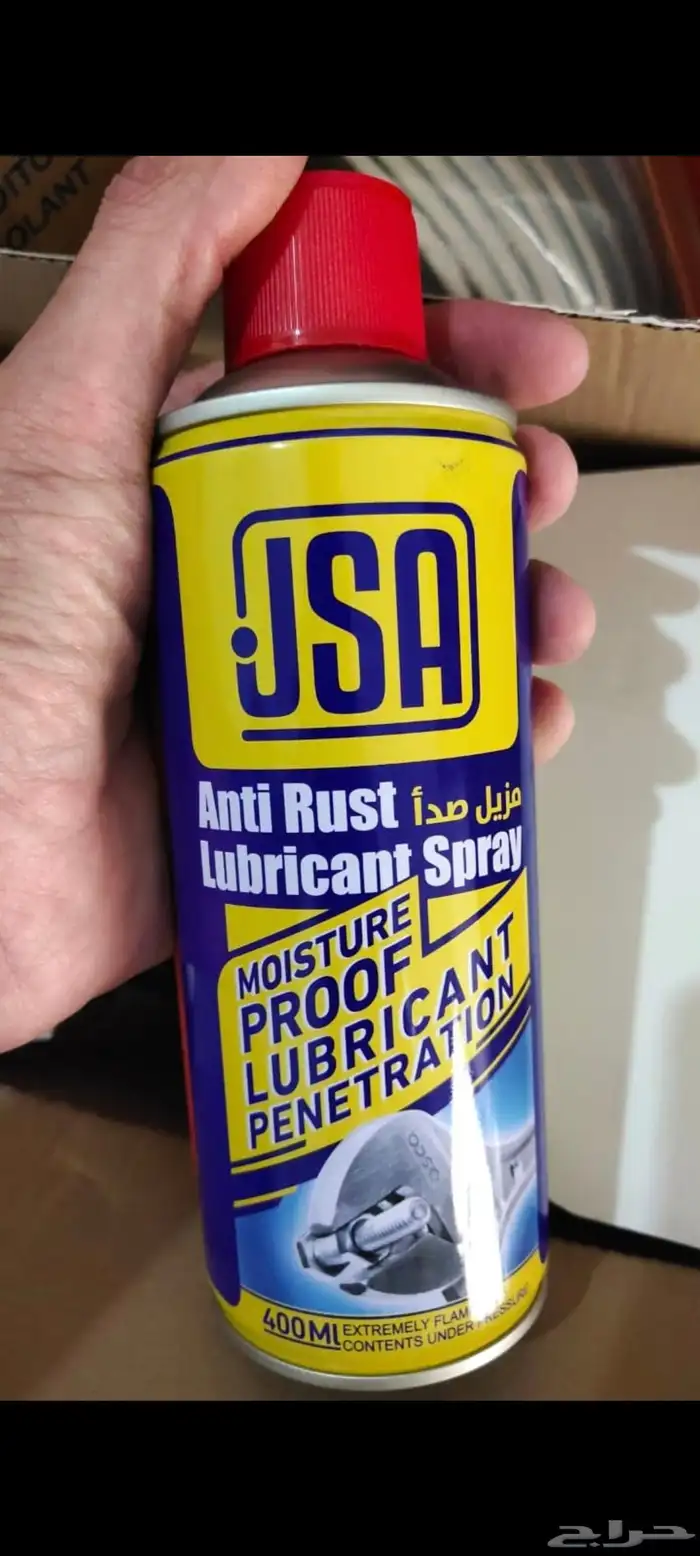 OLANT
JSA
Anti Rust مزيل صدأ
Lubricant Spray
MOISTURE
PROOF
LUBRICANT
PENETRATION
400Ml EXTREMELY FLAM
CONTENTS UNDER PRESSURE
حراج